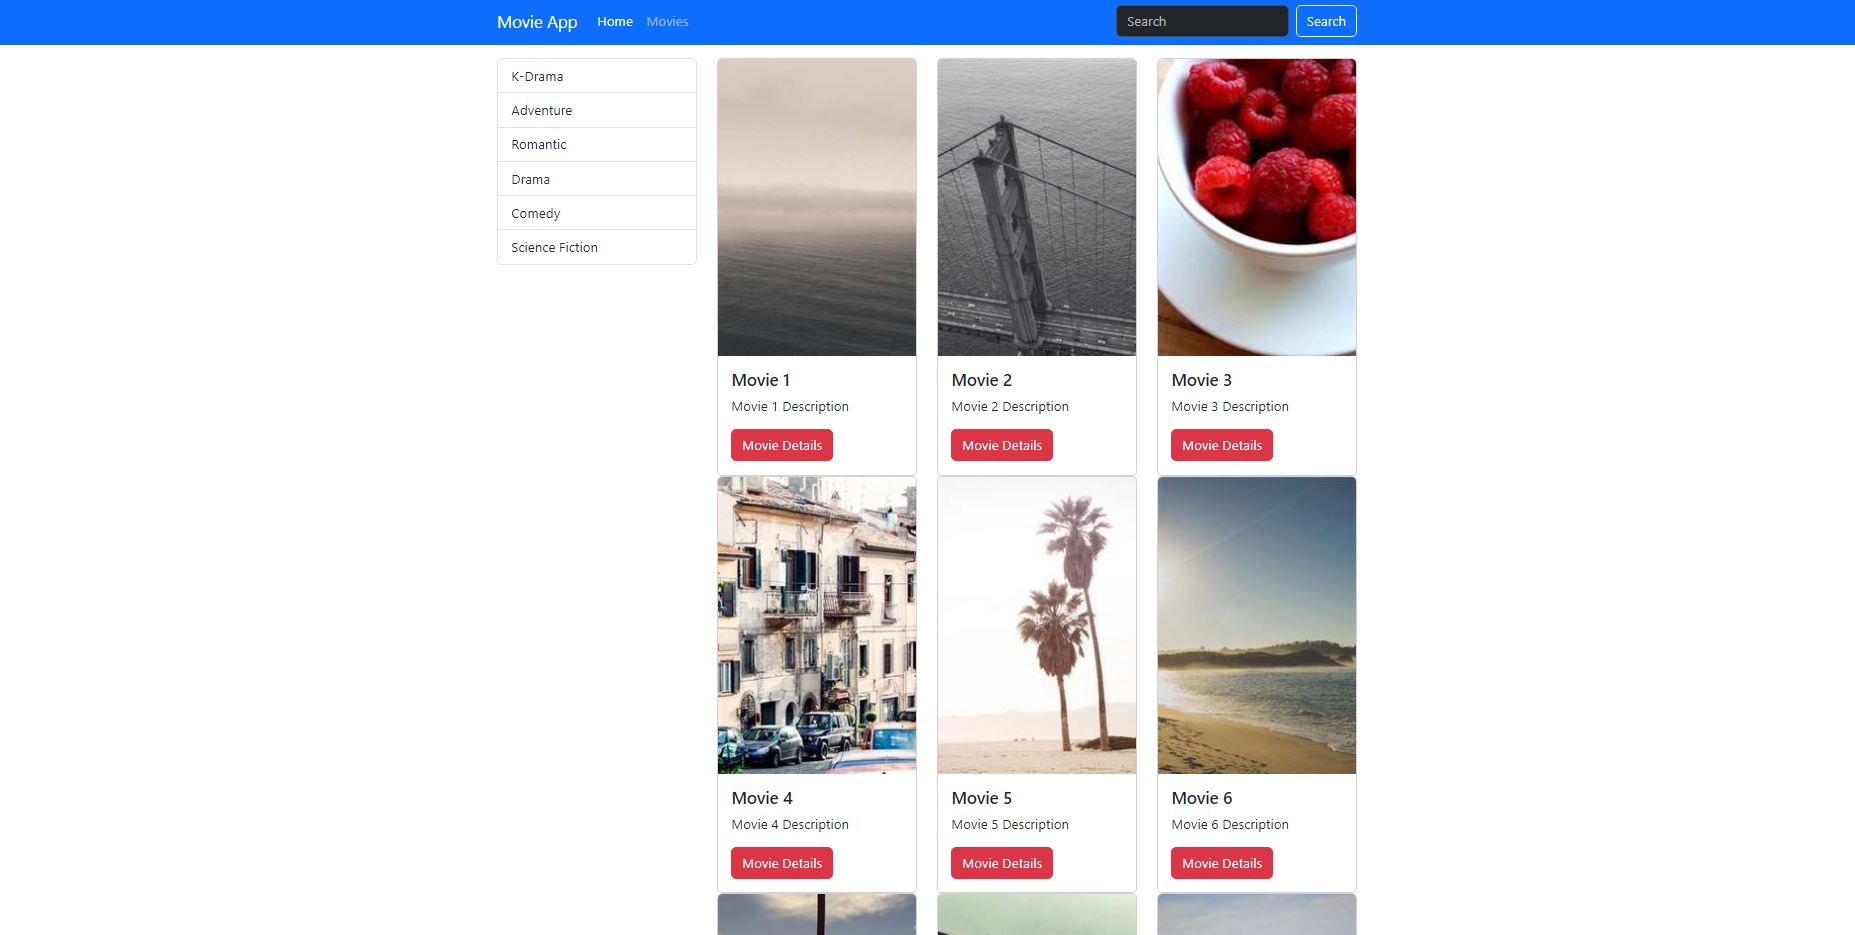 Movie App Home Movies Search Search
K-Drama
Adventure
Romantic
Drama
Comedy
Science Fiction
Movie 1
Movie 1 Description
Movie Details
Movie 2
Movie 2 Description
Movie Details
Movie 3
Movie 3 Description
Movie Details
Movie 4
Movie 4 Description
Movie Details
Movie 5
Movie 5 Description
Movie Details
Movie 6
Movie 6 Description
Movie Details